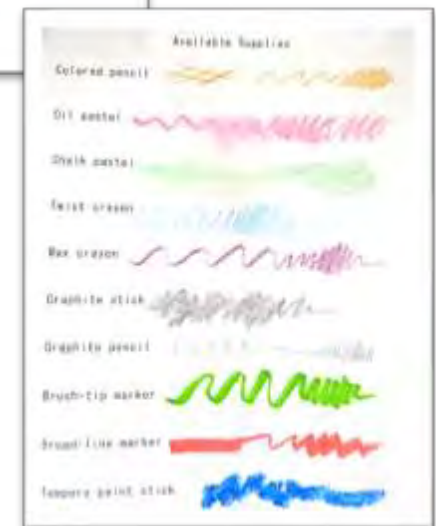 Available Supplies
Colored pencil
Oil pastel
Chalk pastel
Twist crayon
Wax crayon
Graphite stick
Graphite pencil
Brush-tip marker
Broad-line marker
Tempera paint stick